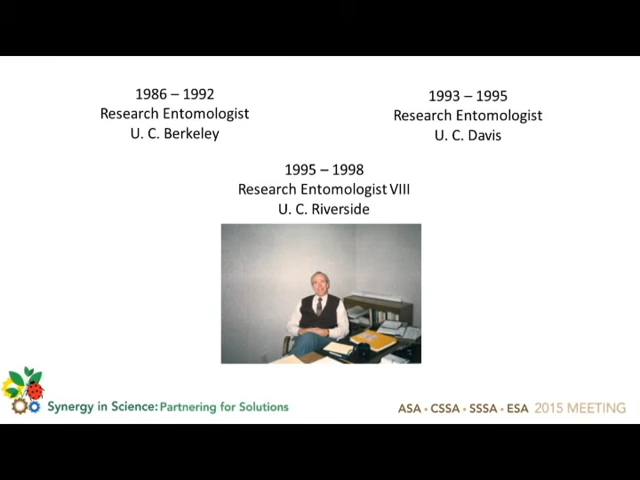 1986 – 1992
Research Entomologist
U. C. Berkeley
1993 – 1995
Research Entomologist
U. C. Davis
1995 – 1998
Research Entomologist VIII
U. C. Riverside
Synergy in Science: Partnering for Solutions
ASA • CSSA • SSSA • ESA 2015 MEETING